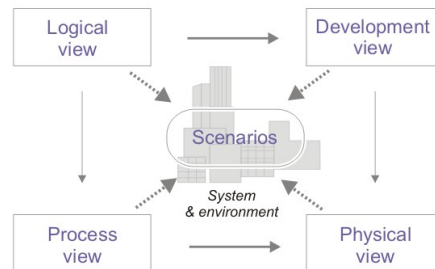 Logical
view
Development
view
Scenarios
System
& environment
Process
view
Physical
view